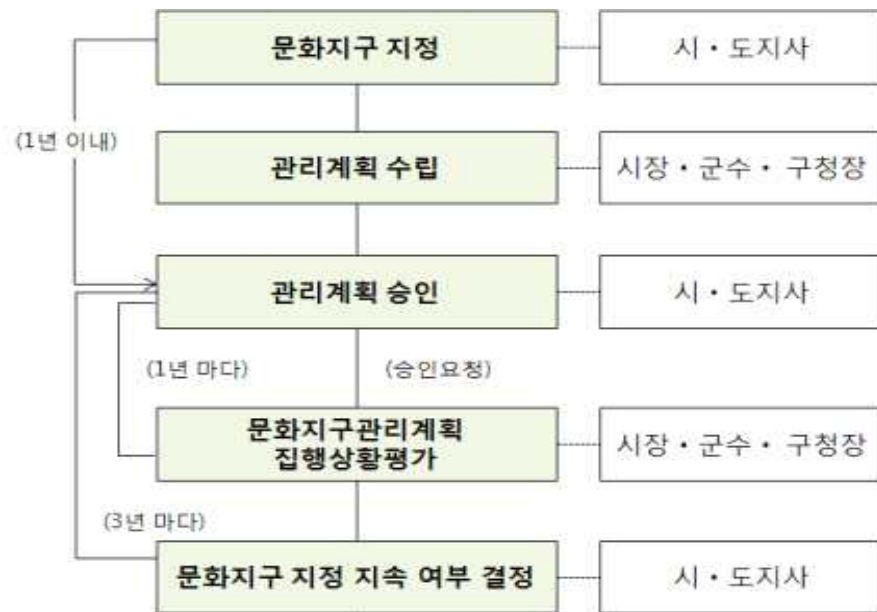 문화지구 지정
시・도지사
(1년 이내)
관리계획 수립
시장・군수・ 구청장
관리계획 승인
시・도지사
(1년 마다)
(승인요청)
문화지구관리계획
집행상황평가
시장・군수・ 구청장
(3년 마다)
문화지구 지정 지속 여부 결정
시・도지사